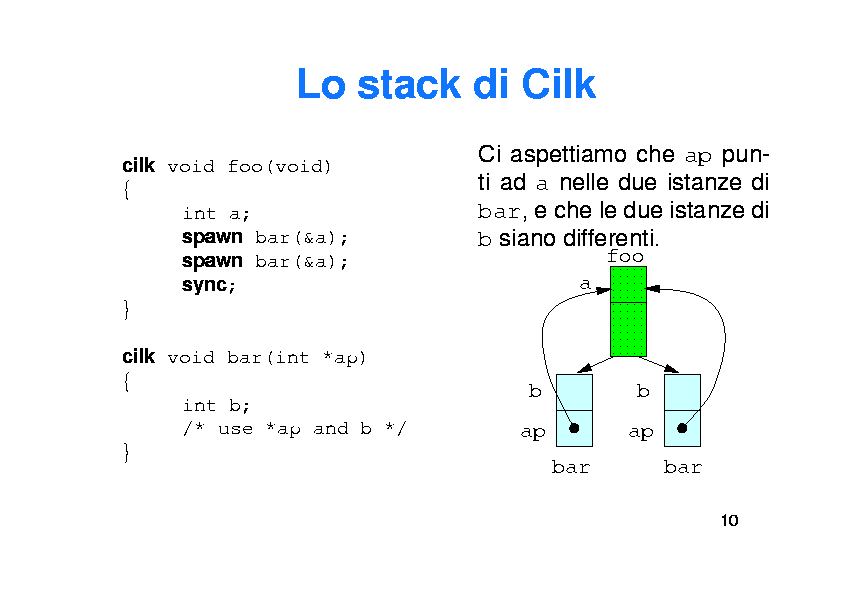 Lo stack di Cilk
cilk void foo(void)
{
int a;
spawn bar(&a);
spawn bar(&a);
sync;
}
cilk void bar(int *ap)
{
int b;
/* use *ap and b */
}
Ci aspettiamo che ap pun-
ti ad a nelle due istanze di
bar, e che le due istanze di
b siano differenti.
foo
a
b
b
ap
ap
bar
bar
10